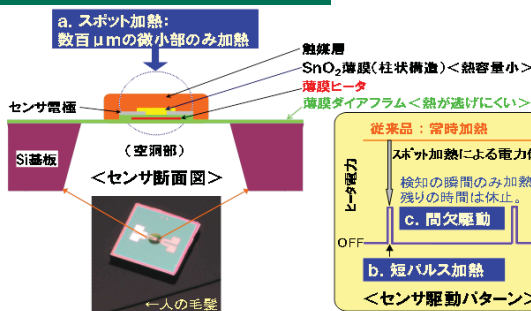 a. スポット加熱:
数百μmの微小部のみ加熱
触媒層
SnO₂薄膜(柱状構造)<熱容量小>
薄膜ヒータ
薄膜ダイアフラム<熱が逃げにくい>
センサ電極
Si基板
(空洞部)
<センサ断面図>
←人の毛髪
従来品:常時加熱
スポット加熱による電力
検知の瞬間のみ加熱
残りの時間は休止。
ヒータ電力
c. 間欠駆動
OFF
b. 短パルス加熱
<センサ駆動パターン>